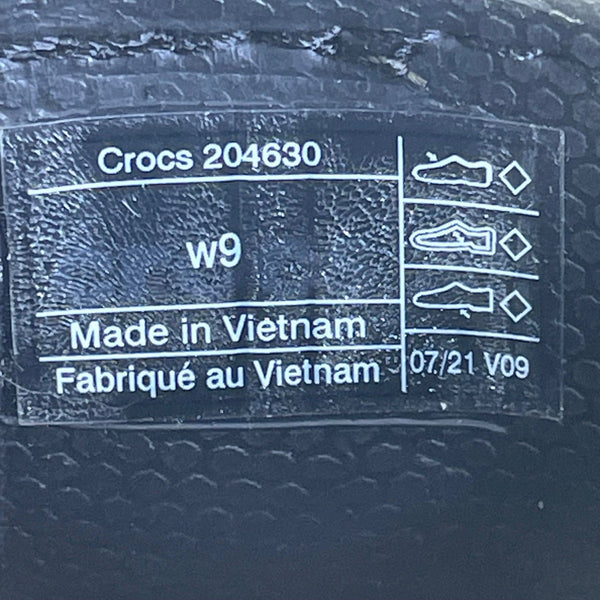 Crocs 204630
w9
Made in Vietnam
Fabriqué au Vietnam
07/21 V09